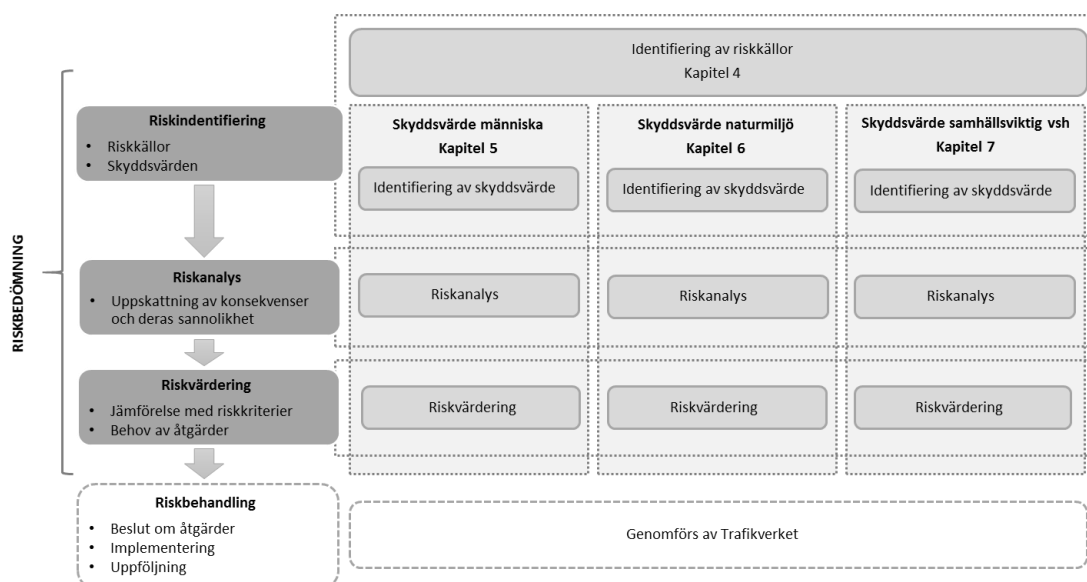 Identifiering av riskkällor
Kapitel 4
RISKBEDÖMNING
Riskindentifiering
• Riskkällor
• Skyddsvärden
Skyddsvärde människa
Kapitel 5
Skyddsvärde naturmiljö
Kapitel 6
Skyddsvärde samhällsviktig vsh
Kapitel 7
Identifiering av skyddsvärde
Identifiering av skyddsvärde
Identifiering av skyddsvärde
Riskanalys
• Uppskattning av konsekvenser
och deras sannolikhet
Riskanalys
Riskanalys
Riskanalys
Riskvärdering
• Jämförelse med riskkriterier
• Behov av åtgärder
Riskvärdering
Riskvärdering
Riskvärdering
Riskbehandling
• Beslut om åtgärder
• Implementering
• Uppföljning
Genomförs av Trafikverket